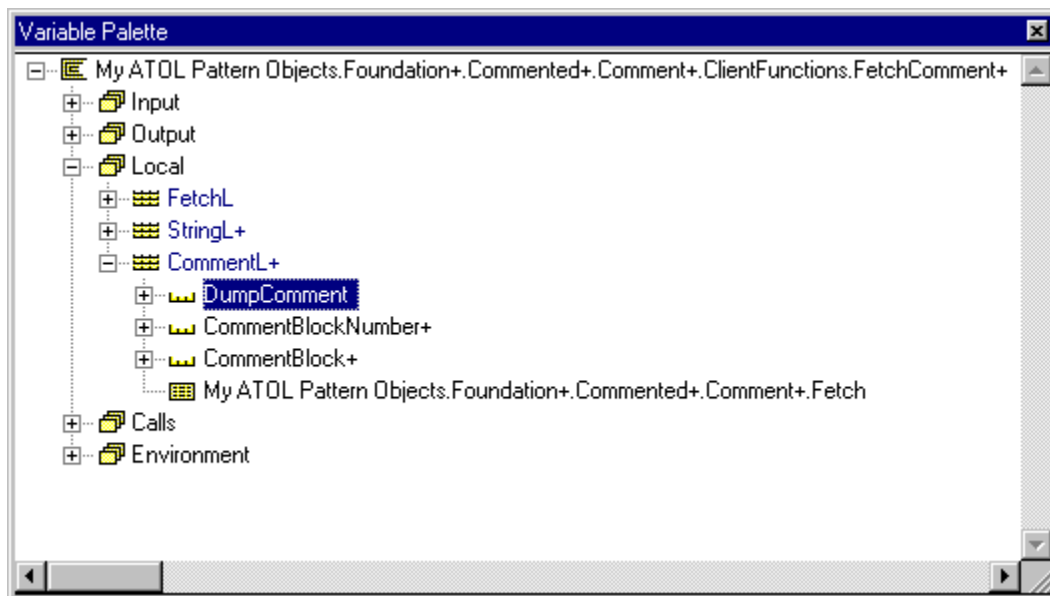 Variable Palette
My ATOL Pattern Objects.Foundation+.Commented+.Comment+.ClientFunctions.FetchComment+
Input
Output
Local
FetchL
StringL+
CommentL+
DumpComment
CommentBlockNumber+
CommentBlock+
My ATOL Pattern Objects.Foundation+.Commented+.Comment+.Fetch
Calls
Environment